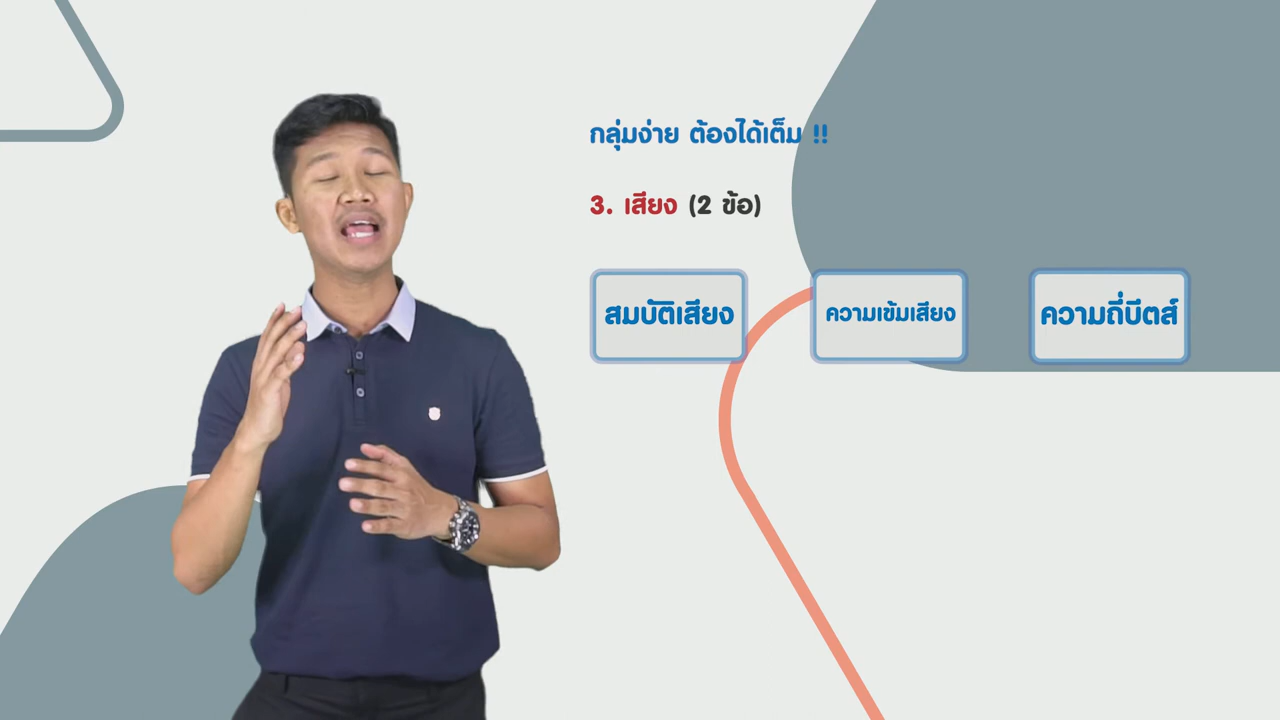 กลุ่มง่าย ต้องได้เต็ม !!
3. เสียง (2 ข้อ)
สมบัติเสียง
ความเข้มเสียง
ความถี่บีตส์